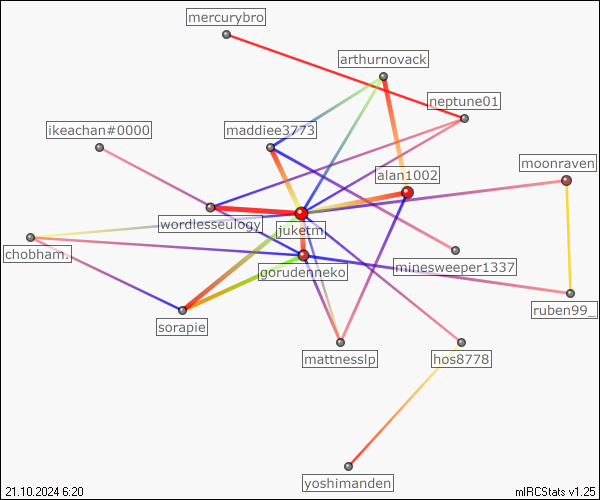 mercurybro
arthurnovack
neptune01
ikeachan#0000
maddiee3773
moonraven
alan1002
wordlesseulogy
juketm
chobham.
gorudenneko
minesweeper1337
ruben99_
sorapie
mattnesslp
hos8778
yoshimanden
21.10.2024 6:20
mIRCStats v1.25